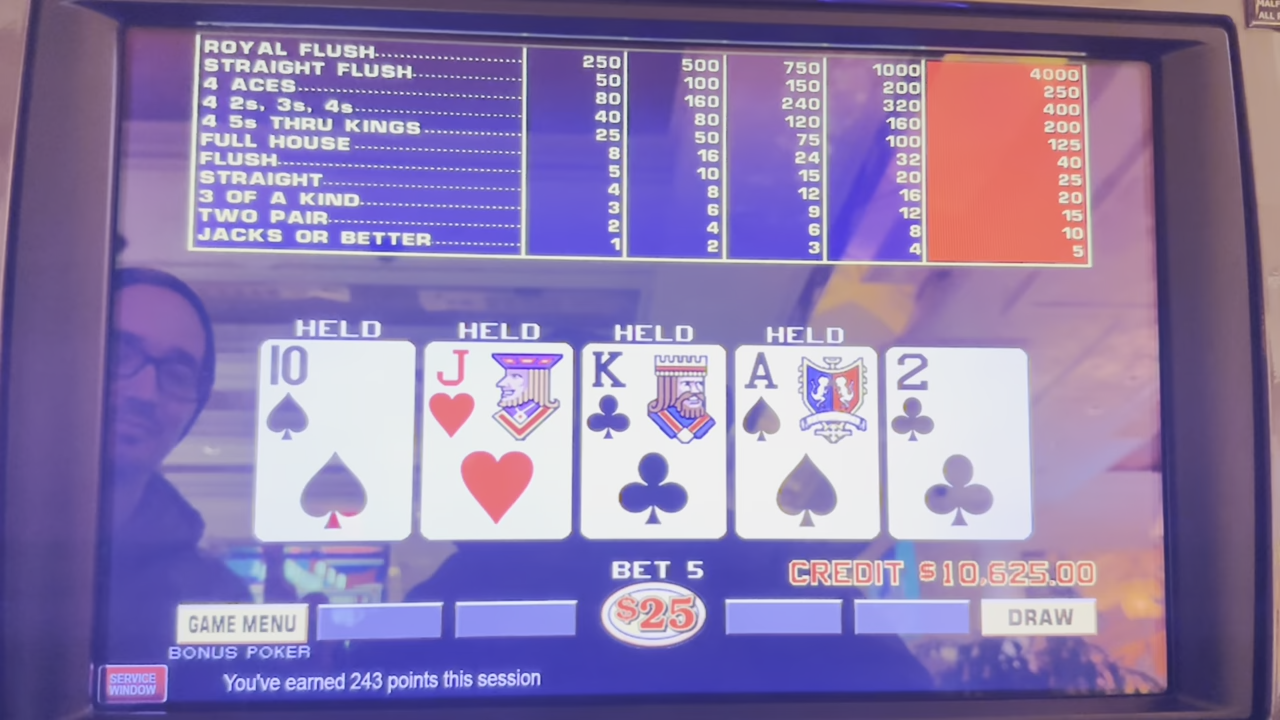 ROYAL FLUSH 250 500 750 1000 4000
STRAIGHT FLUSH 50 100 150 200 250
4 ACES 80 160 240 320 400
4 2s, 3s, 4s 40 80 120 160 200
4 5s THRU KINGS 25 50 75 100 125
FULL HOUSE 8 16 24 32 40
FLUSH 5 10 15 20 25
STRAIGHT 4 8 12 16 20
3 OF A KIND 3 6 9 12 15
TWO PAIR 2 4 6 8 10
JACKS OR BETTER 1 2 3 4 5
HELD HELD HELD HELD
10 J K A 2
BET 5 CREDIT $10,625.00
GAME MENU $25 DRAW
BONUS POKER
SERVICE
WINDOW
You've earned 243 points this session